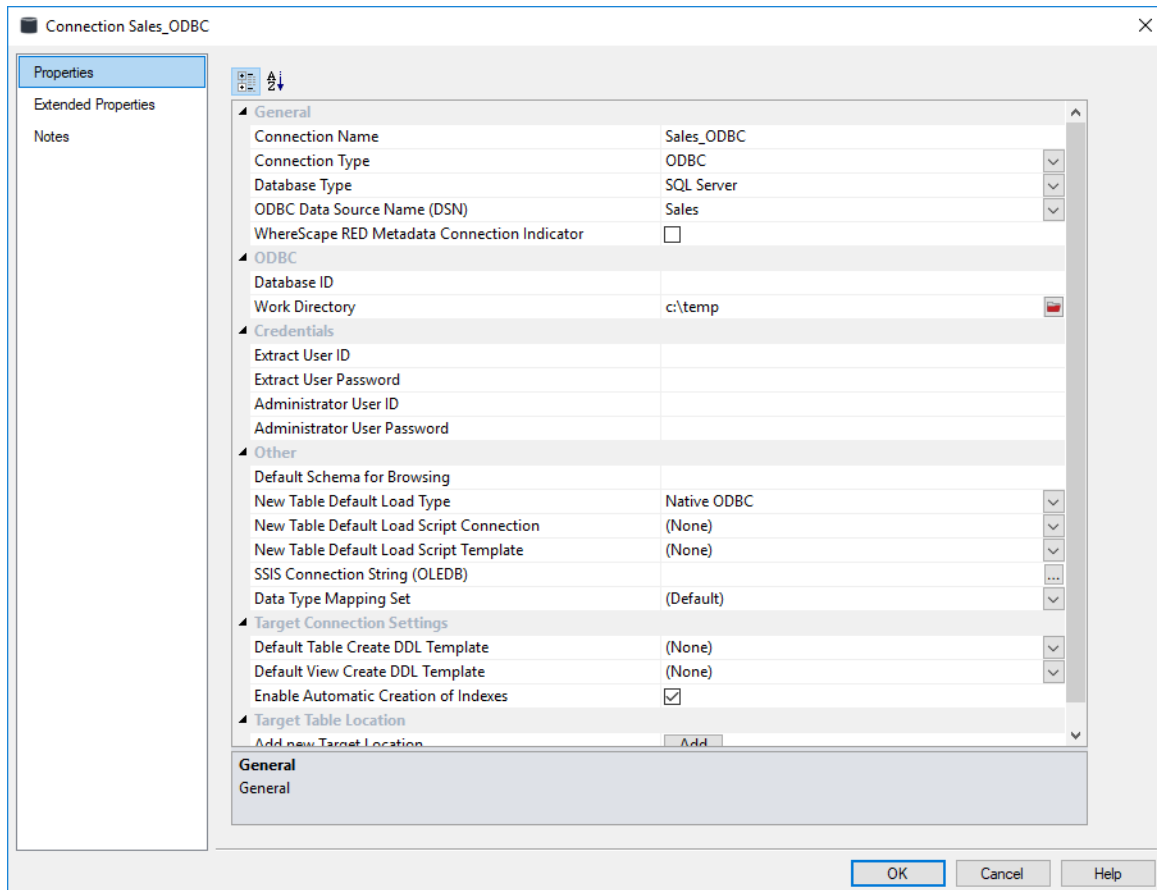 Connection Sales_ODBC
Properties
Extended Properties
Notes
General
Connection Name Sales_ODBC
Connection Type ODBC
Database Type SQL Server
ODBC Data Source Name (DSN) Sales
WhereScape RED Metadata Connection Indicator
ODBC
Database ID
Work Directory c:\temp
Credentials
Extract User ID
Extract User Password
Administrator User ID
Administrator User Password
Other
Default Schema for Browsing
New Table Default Load Type Native ODBC
New Table Default Load Script Connection (None)
New Table Default Load Script Template (None)
SSIS Connection String (OLEDB) ...
Data Type Mapping Set (Default)
Target Connection Settings
Default Table Create DDL Template (None)
Default View Create DDL Template (None)
Enable Automatic Creation of Indexes
Target Table Location
Add new Target Location Add
General
General
OK Cancel Help